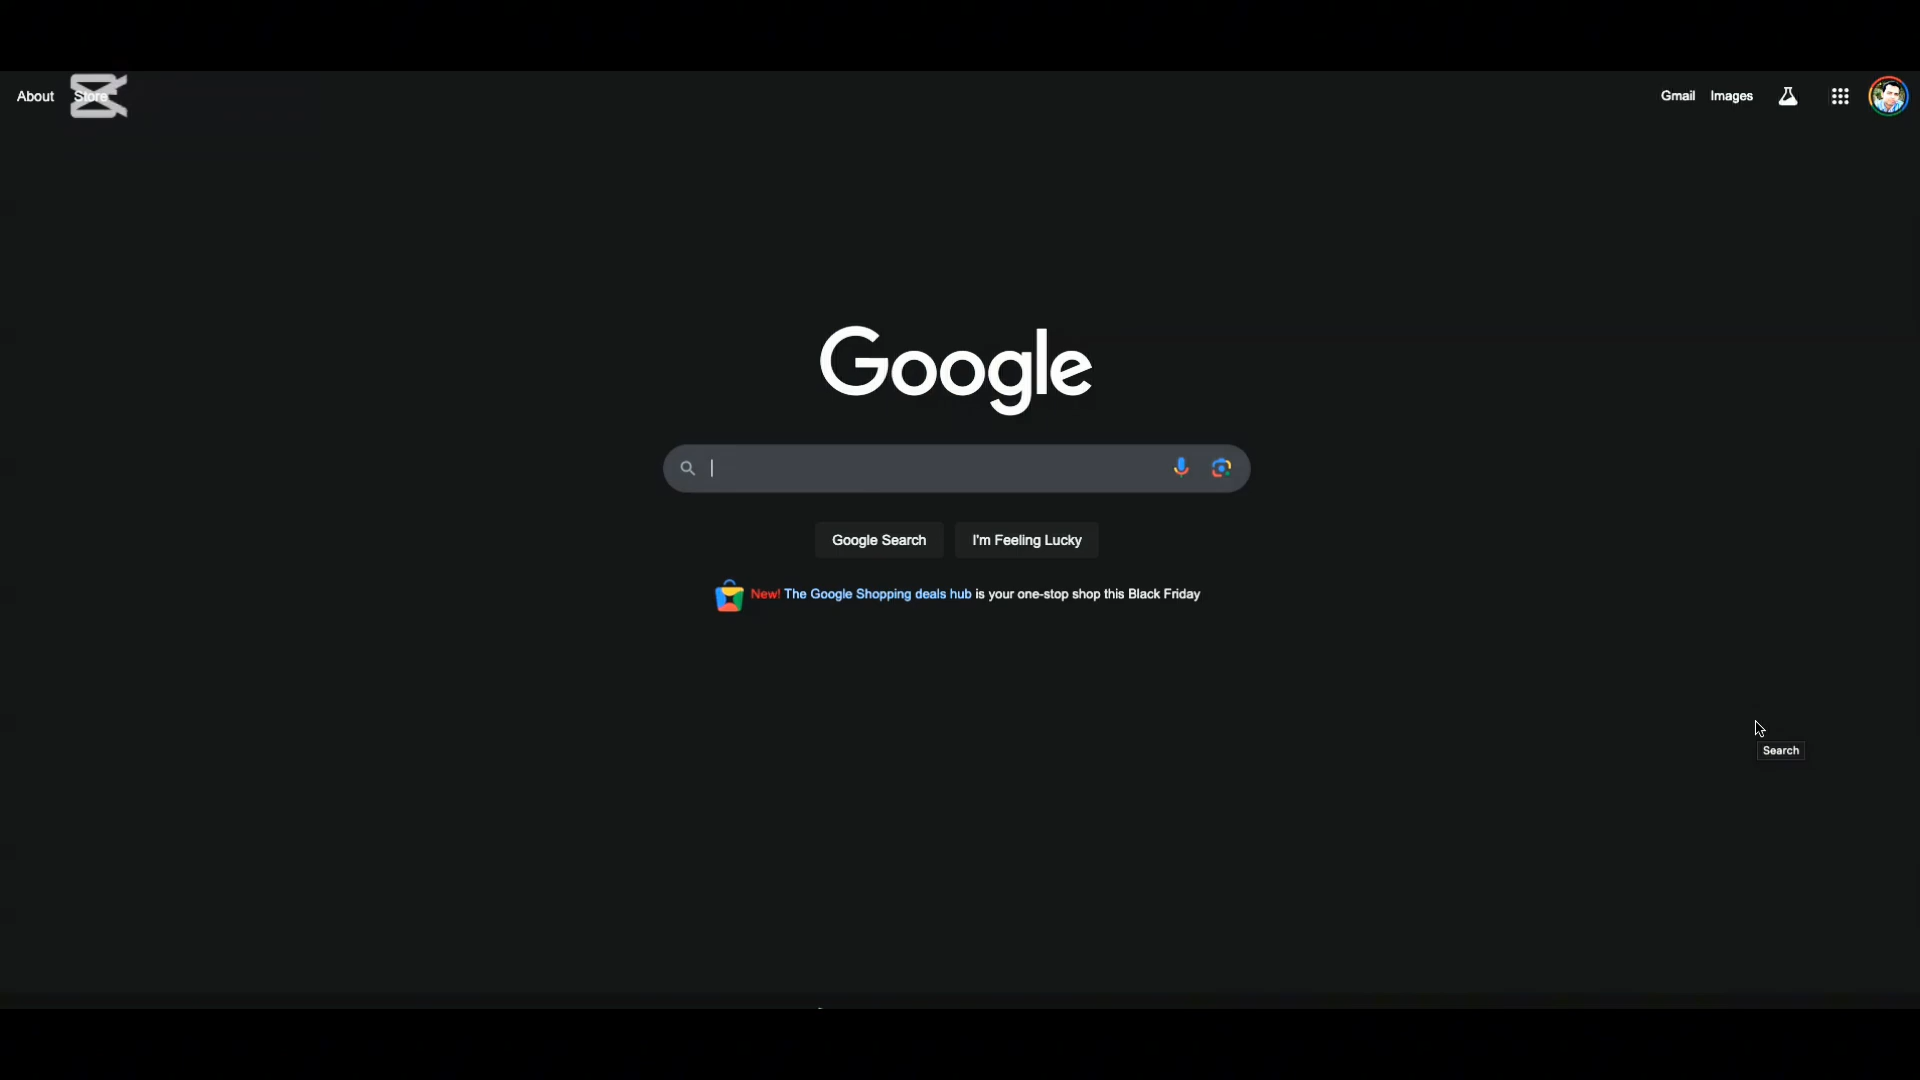 About Store Gmail Images
Google
Google Search I'm Feeling Lucky
New! The Google Shopping deals hub is your one-stop shop this Black Friday
Search